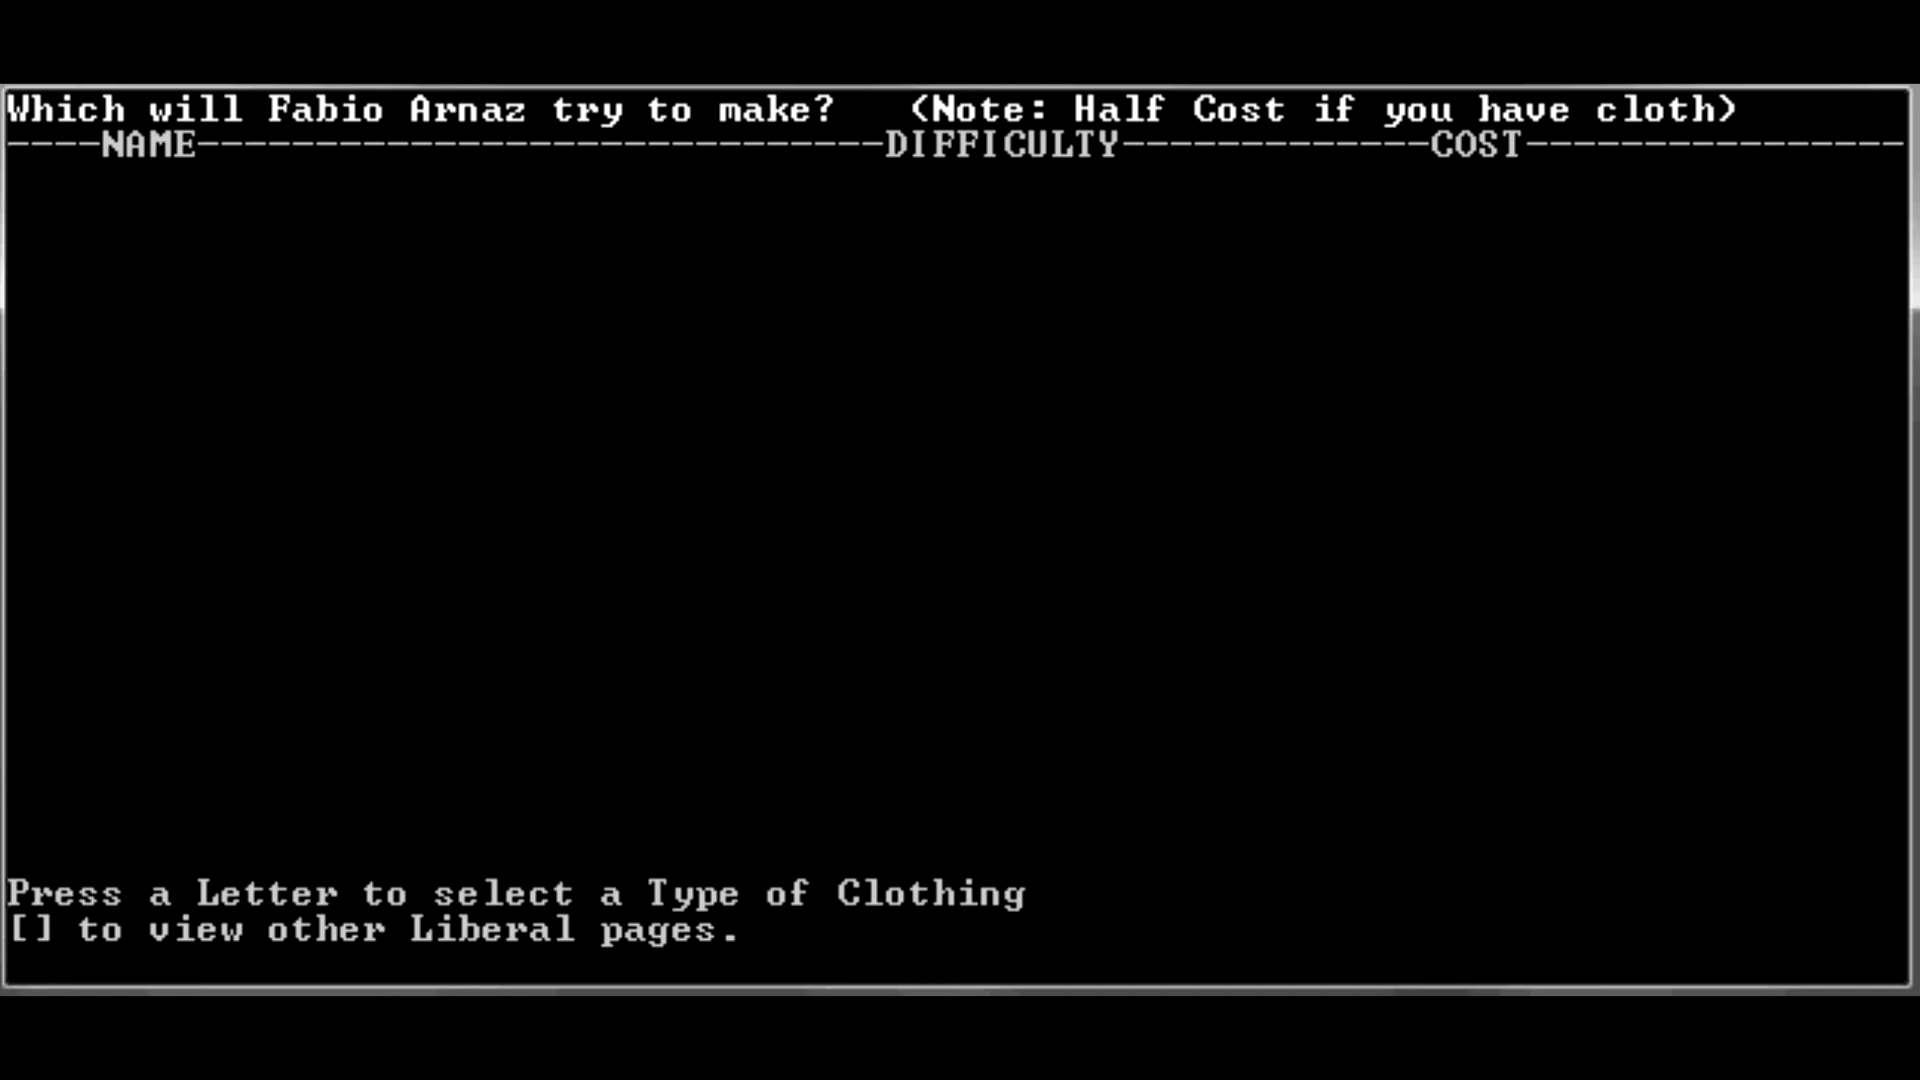 Which will Fabio Arnaz try to make?   (Note: Half Cost if you have cloth)
----NAME-----------------------------DIFFICULTY-------------COST----------------
Press a Letter to select a Type of Clothing
[] to view other Liberal pages.